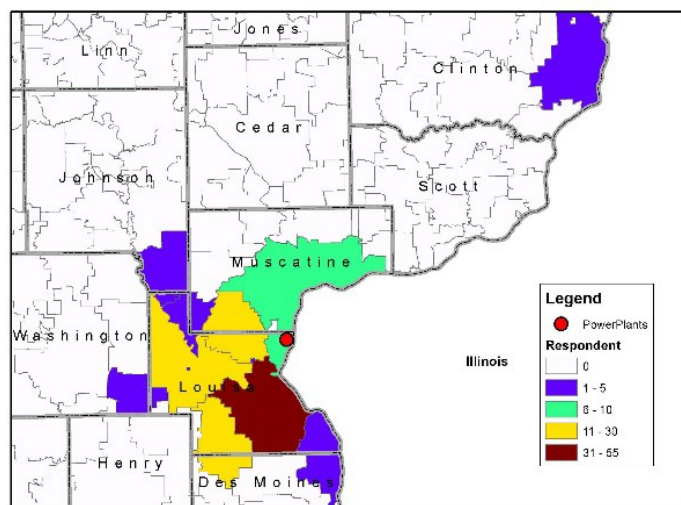 Jones
Linn
Clinton
Cedar
Johnson
Scott
Muscatine
Washington
Louisa
Henry
Des Moines
Illinois
Legend
PowerPlants
Respondent
0
1 - 5
6 - 10
11 - 30
31 - 55